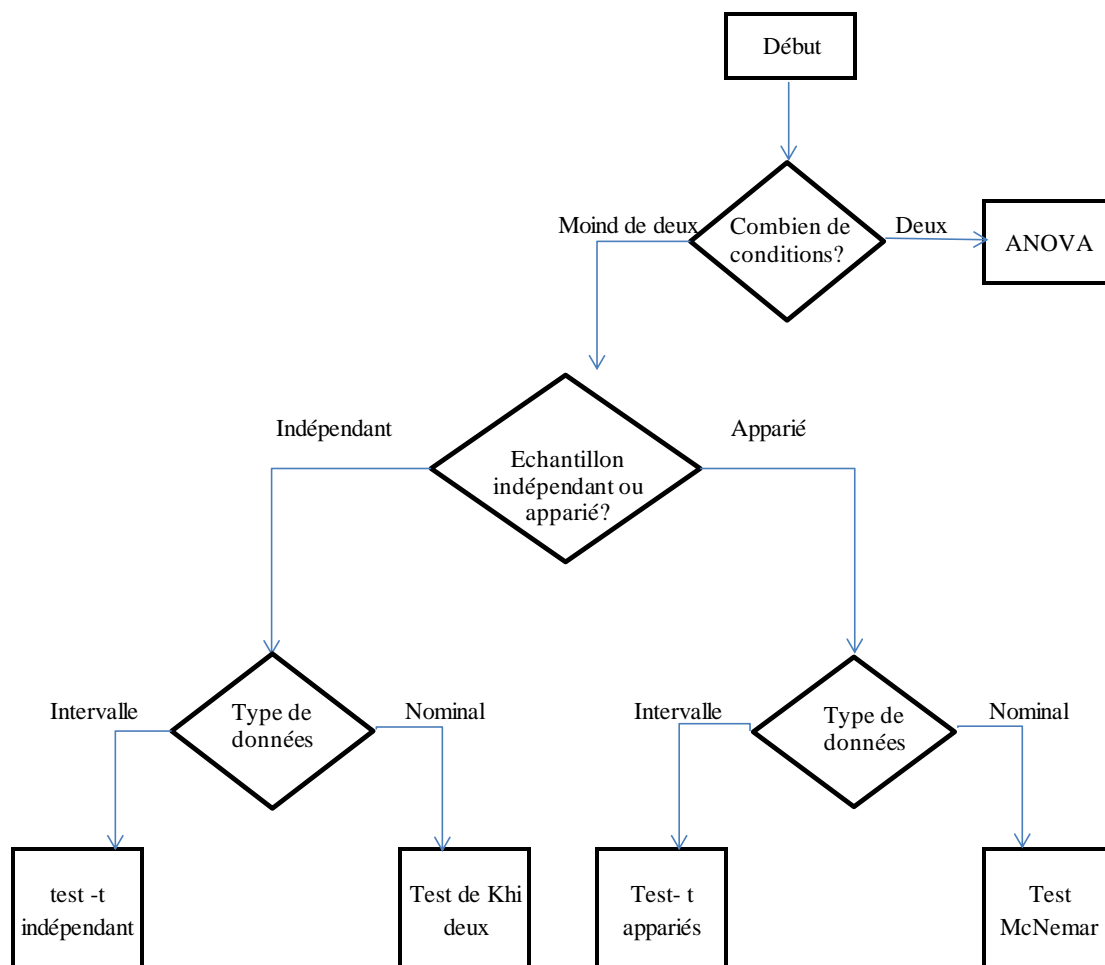 Début
Moind de deux
Combien de
conditions?
Deux
ANOVA
Indépendant
Echantillon
indépendant ou
apparié?
Apparié
Intervalle
Type de
données
Nominal
Intervalle
Type de
données
Nominal
test -t
indépendant
Test de Khi
deux
Test- t
appariés
Test
McNemar